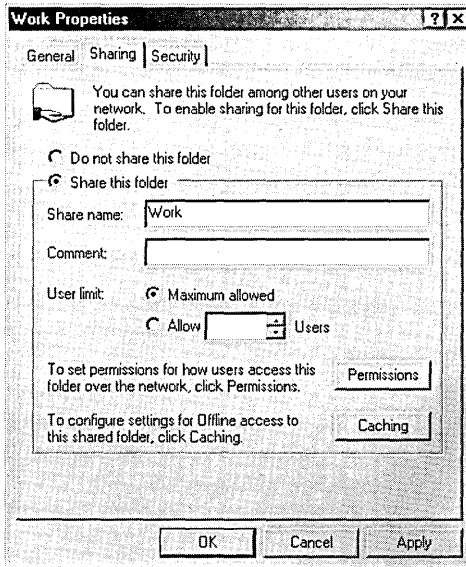 Work Properties
General Sharing Security
You can share this folder among other users on your
network. To enable sharing for this folder, click Share this
folder.
Do not share this folder
Share this folder
Share name: Work
Comment:
User limit: Maximum allowed
Allow Users
To set permissions for how users access this
folder over the network, click Permissions.
Permissions
To configure settings for Offline access to
this shared folder, click Caching.
Caching
OK Cancel Apply